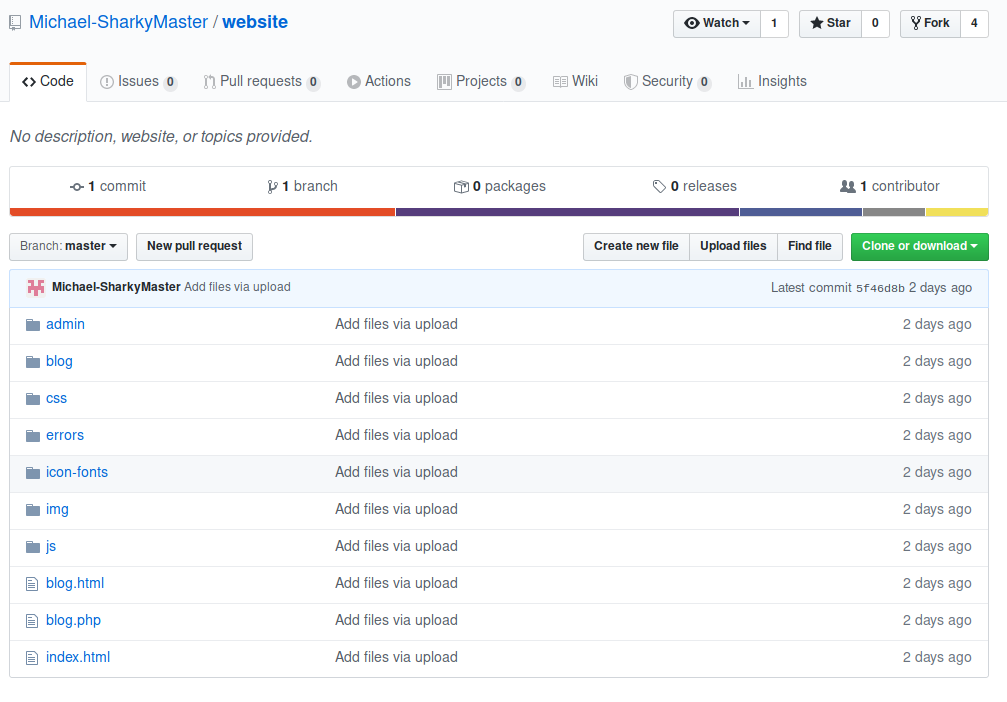 Michael-SharkyMaster / website
Watch 1 Star 0 Fork 4
Code Issues 0 Pull requests 0 Actions Projects 0 Wiki Security 0 Insights
No description, website, or topics provided.
1 commit 1 branch 0 packages 0 releases 1 contributor
Branch: master New pull request Create new file Upload files Find file Clone or download
Michael-SharkyMaster Add files via upload Latest commit 5f46d8b 2 days ago
admin Add files via upload 2 days ago
blog Add files via upload 2 days ago
css Add files via upload 2 days ago
errors Add files via upload 2 days ago
icon-fonts Add files via upload 2 days ago
img Add files via upload 2 days ago
js Add files via upload 2 days ago
blog.html Add files via upload 2 days ago
blog.php Add files via upload 2 days ago
index.html Add files via upload 2 days ago